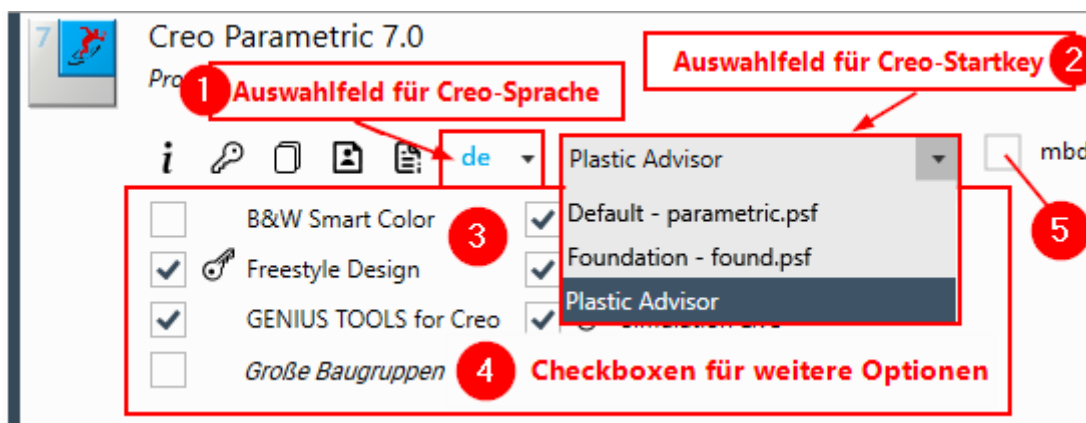 7
Creo Parametric 7.0
Pro
1 Auswahlfeld für Creo-Sprache
Auswahlfeld für Creo-Startkey 2
i
de
Plastic Advisor
mbd
B&W Smart Color
3
Default - parametric.psf
5
Freestyle Design
Foundation - found.psf
Plastic Advisor
GENIUS TOOLS for Creo
Große Baugruppen
4 Checkboxen für weitere Optionen